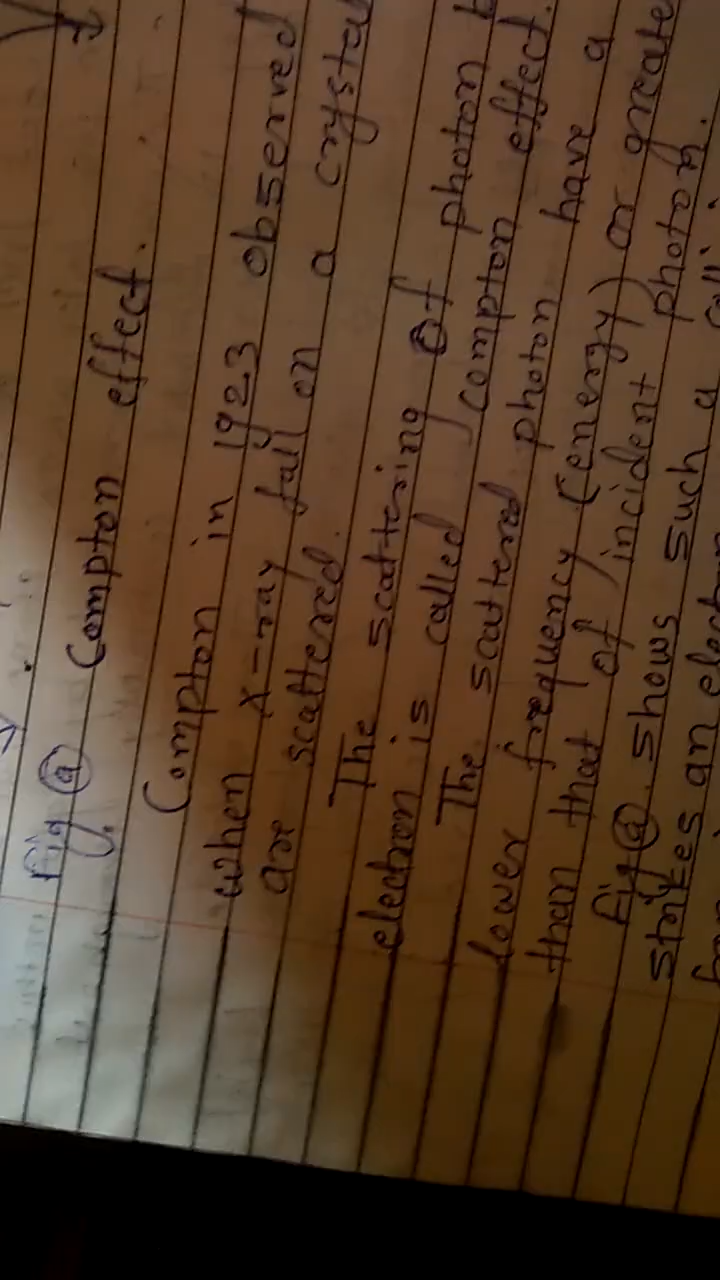 Fig (a)
Compton effect.
Compton in 1923 observed
when X-ray fall on a crystal
are scattered.
The scattering of photon
electron is called compton effect.
The scattered photon have a
lower frequency (energy) or greate
than that of incident photon.
Fig (a) shows such a
strikes an electron